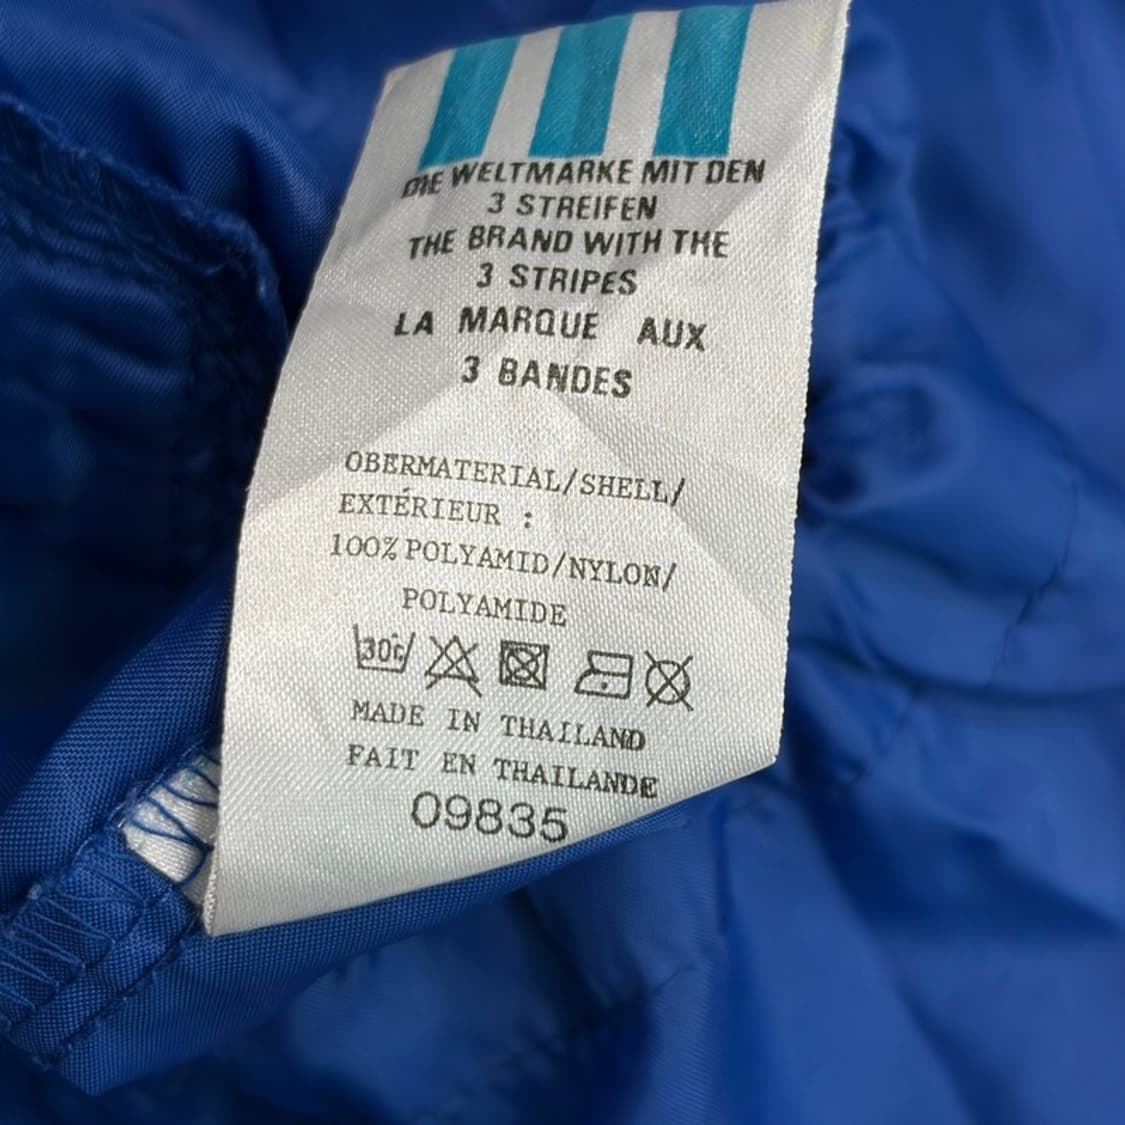 DIE WELTMARKE MIT DEN
3 STREIFEN
THE BRAND WITH THE
3 STRIPES
LA MARQUE AUX
3 BANDES
OBERMATERIAL/SHELL/
EXTÉRIEUR :
100% POLYAMID/NYLON/
POLYAMIDE
30°c
MADE IN THAILAND
FAIT EN THAILANDE
09835